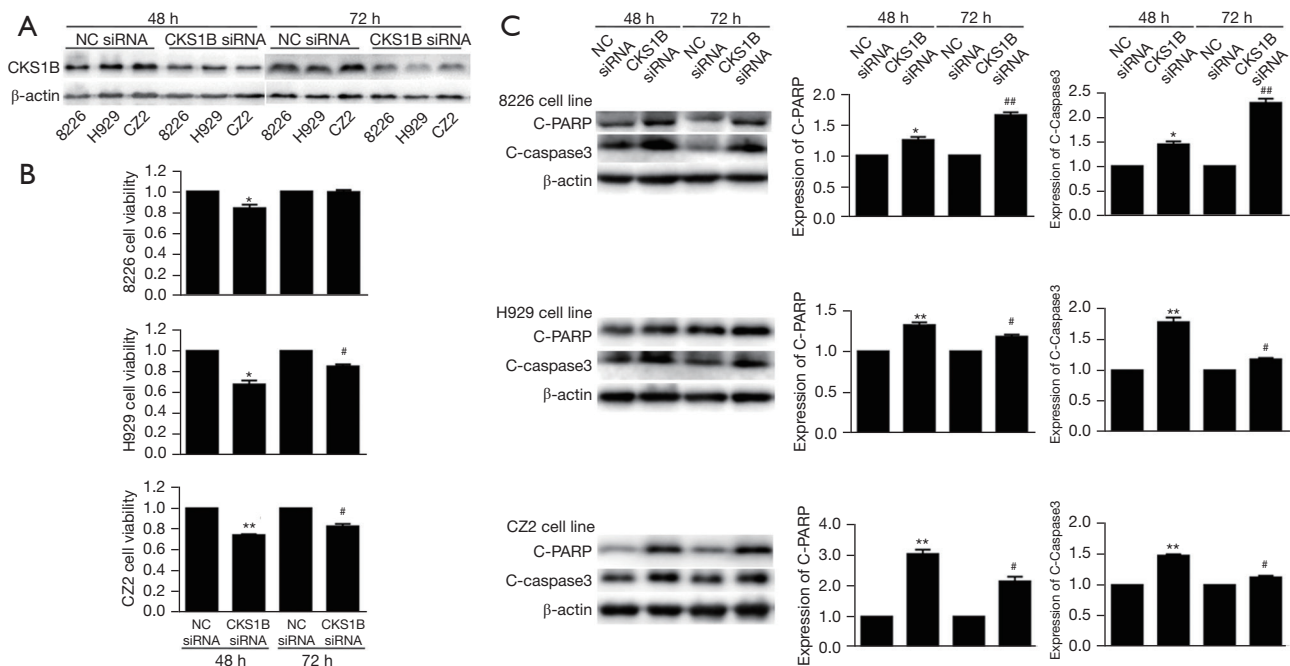 A
48 h
72 h
NC siRNA
CKS1B siRNA
NC siRNA
CKS1B siRNA
CKS1B
β-actin
8226
H929
CZ2
8226
H929
CZ2
8226
H929
CZ2
8226
H929
CZ2
B
8226 cell viability
1.2
1.0
0.8
0.6
0.4
0.2
0.0
*
H929 cell viability
1.2
1.0
0.8
0.6
0.4
0.2
0.0
*
#
CZ2 cell viability
1.2
1.0
0.8
0.6
0.4
0.2
0.0
**
#
NC
siRNA
CKS1B
siRNA
NC
siRNA
CKS1B
siRNA
48 h
72 h
C
48 h
72 h
NC
siRNA
CKS1B
siRNA
NC
siRNA
CKS1B
siRNA
48 h
72 h
NC
siRNA
CKS1B
siRNA
NC
siRNA
CKS1B
siRNA
48 h
72 h
NC
siRNA
CKS1B
siRNA
NC
siRNA
CKS1B
siRNA
8226 cell line
C-PARP
C-caspase3
β-actin
Expression of C-PARP
2.0
1.5
1.0
0.5
0.0
*
##
Expression of C-Caspase3
2.5
2.0
1.5
1.0
0.5
0.0
*
##
H929 cell line
C-PARP
C-caspase3
β-actin
Expression of C-PARP
1.5
1.0
0.5
0.0
**
#
Expression of C-Caspase3
2.0
1.5
1.0
0.5
0.0
**
#
CZ2 cell line
C-PARP
C-caspase3
β-actin
Expression of C-PARP
4.0
3.0
2.0
1.0
0.0
**
#
Expression of C-Caspase3
2.0
1.5
1.0
0.5
0.0
**
#